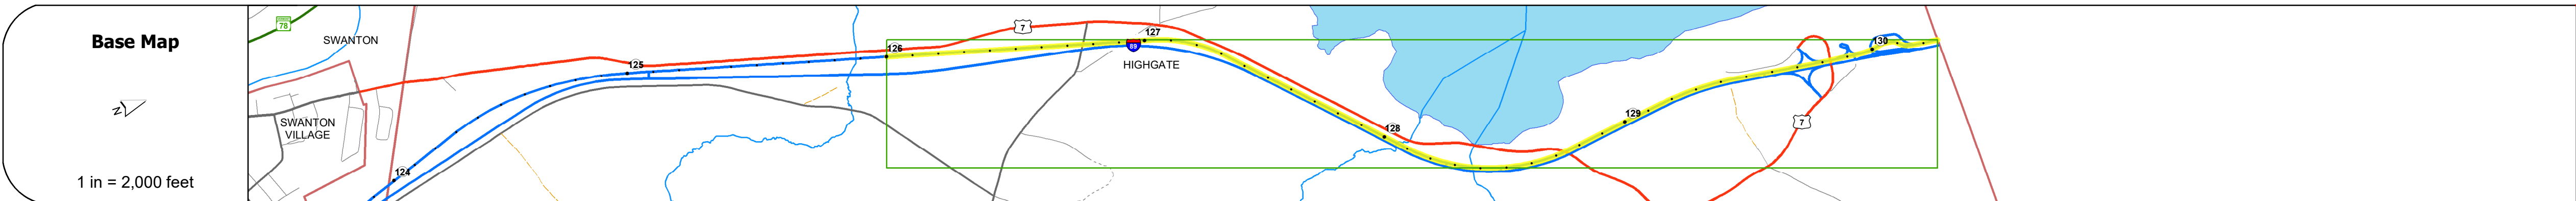 Base Map
N
1 in = 2,000 feet
78
SWANTON
SWANTON
VILLAGE
124
125
126
7
127
89
HIGHGATE
128
129
7
130